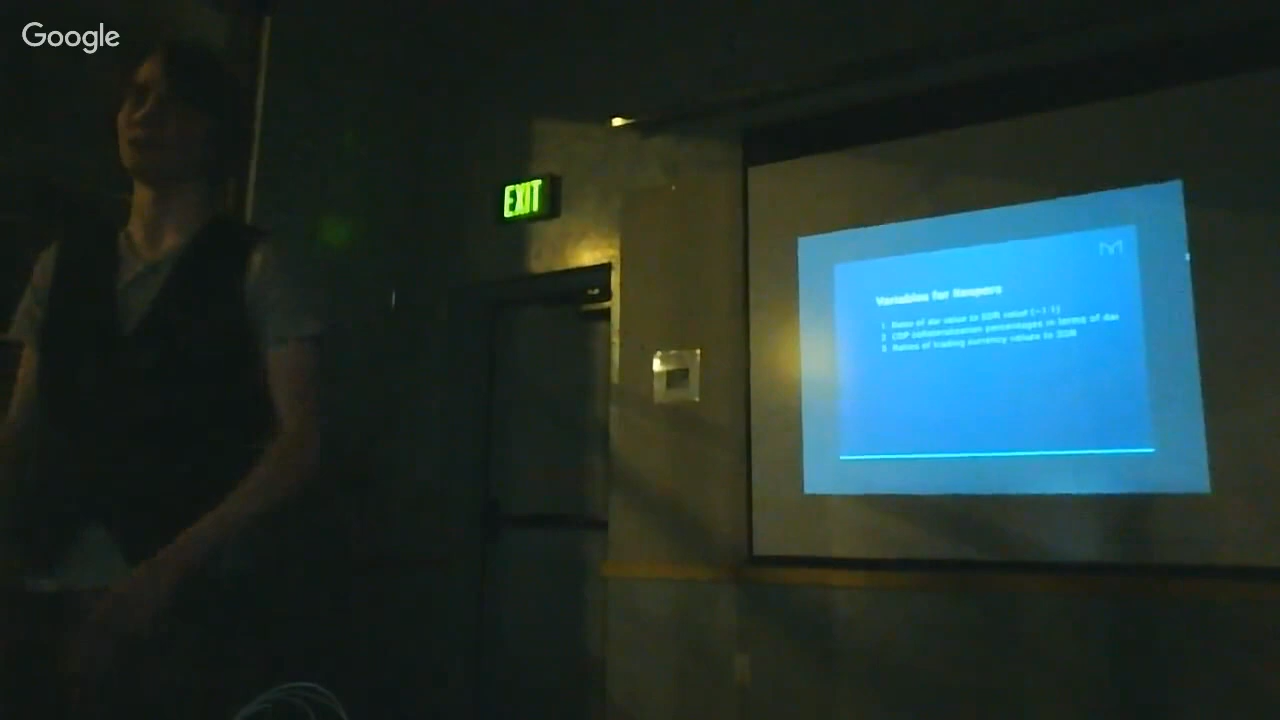 Google
EXIT
Variables for Keepers
1. Ratio of dai value to SDR value (~1:1)
2. CDP collateralization percentages in terms of dai
3. Ratios of trading currency values to SDR